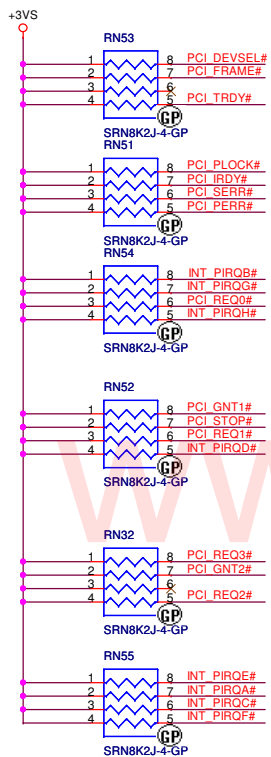 +3VS
RN53
1 8 PCI_DEVSEL#
2 7 PCI_FRAME#
3 6
4 5 PCI_TRDY#
GP
SRN8K2J-4-GP
RN51
1 8 PCI_PLOCK#
2 7 PCI_IRDY#
3 6 PCI_SERR#
4 5 PCI_PERR#
GP
SRN8K2J-4-GP
RN54
1 8 INT_PIRQB#
2 7 INT_PIRQG#
3 6 PCI_REQ0#
4 5 INT_PIRQH#
GP
SRN8K2J-4-GP
RN52
1 8 PCI_GNT1#
2 7 PCI_STOP#
3 6 PCI_REQ1#
4 5 INT_PIRQD#
GP
SRN8K2J-4-GP
RN32
1 8 PCI_REQ3#
2 7 PCI_GNT2#
3 6
4 5 PCI_REQ2#
GP
SRN8K2J-4-GP
RN55
1 8 INT_PIRQE#
2 7 INT_PIRQA#
3 6 INT_PIRQC#
4 5 INT_PIRQF#
GP
SRN8K2J-4-GP